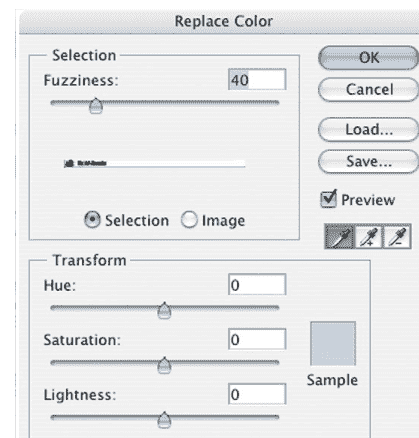 Replace Color
Selection
OK
Fuzziness: 40
Cancel
Load...
Save...
Preview
Selection Image
Transform
Hue: 0
Saturation: 0
Sample
Lightness: 0